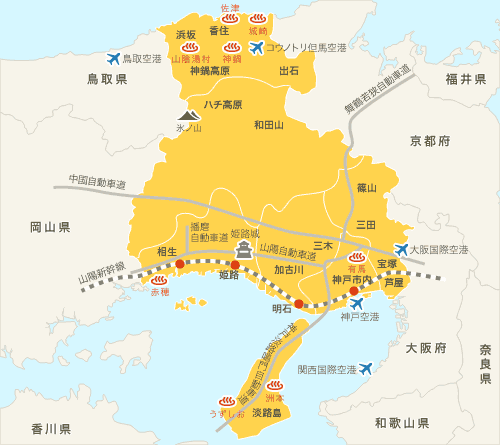 佐津
浜坂
香住
城崎
鳥取空港
山陰湯村
神鍋
コウノトリ但馬空港
鳥取県
神鍋高原
出石
福井県
ハチ高原
舞鶴若狭自動車道
氷ノ山
和田山
京都府
中国自動車道
篠山
岡山県
播磨
自動車道
姫路城
三田
相生
山陽自動車道
三木
大阪国際空港
山陽新幹線
姫路
加古川
有馬
宝塚
赤穂
神戸市内
芦屋
明石
神戸空港
神戸淡路鳴門自動車道
大阪府
奈良県
関西国際空港
洲本
うずしお
淡路島
香川県
和歌山県